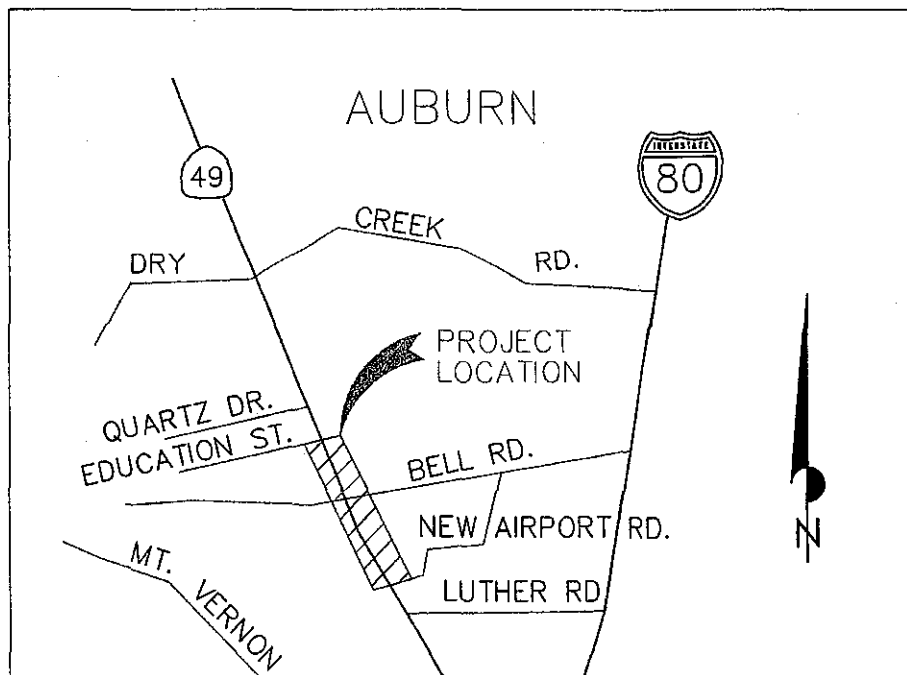 AUBURN
49
INTERSTATE
80
DRY CREEK RD.
PROJECT
LOCATION
QUARTZ DR.
EDUCATION ST.
BELL RD.
NEW AIRPORT RD.
MT. VERNON
LUTHER RD
N